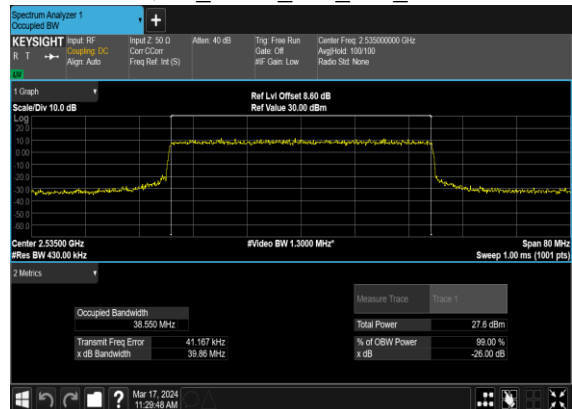 Spectrum Analyzer 1
Occupied BW
KEYSIGHT Input: RF Input Z: 50 Ω Atten: 40 dB Trig: Free Run Center Freq: 2.535000000 GHz
R T Coupling: DC Corr CCorr Gate: Off Avg|Hold: 100/100
Align: Auto Freq Ref: Int (S) #IF Gain: Low Radio Std: None
LW
1 Graph
Ref Lvl Offset 8.60 dB
Scale/Div 10.0 dB Ref Value 30.00 dBm
Log
20.0
10.0
0.00
-10.0
-20.0
-30.0
-40.0
-50.0
-60.0
Center 2.53500 GHz #Video BW 1.3000 MHz* Span 80 MHz
#Res BW 430.00 kHz Sweep 1.00 ms (1001 pts)
2 Metrics
Measure Trace Trace 1
Occupied Bandwidth
38.550 MHz Total Power 27.6 dBm
Transmit Freq Error 41.167 kHz % of OBW Power 99.00 %
x dB Bandwidth 39.86 MHz x dB -26.00 dB
? Mar 17, 2024
11:29:48 AM